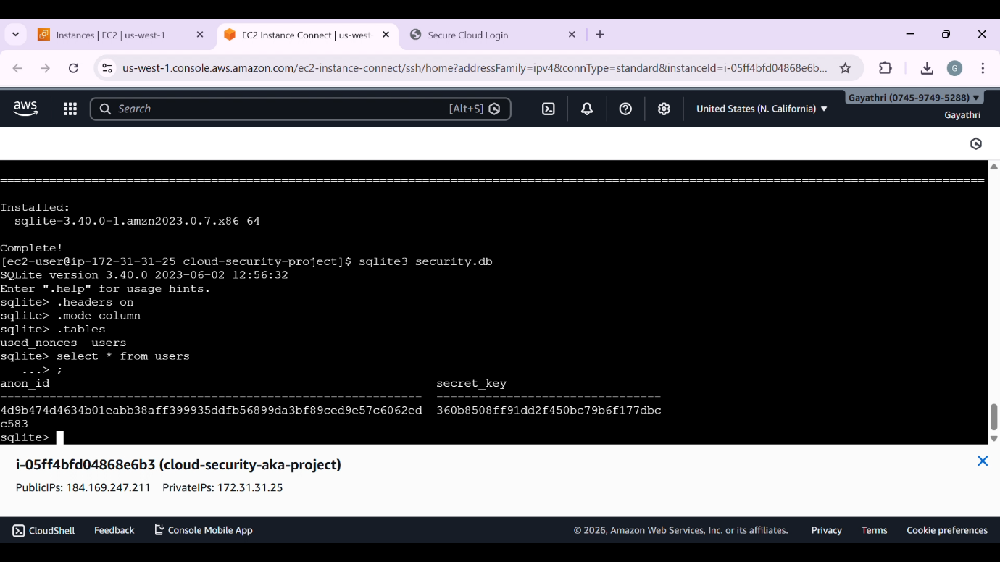 Instances | EC2 | us-west-1
EC2 Instance Connect | us-west
Secure Cloud Login
us-west-1.console.aws.amazon.com/ec2-instance-connect/ssh/home?addressFamily=ipv4&connType=standard&instanceId=i-05ff4bfd04868e6b...
G
aws
Search
[Alt+S]
United States (N. California)
Gayathri (0745-9749-5288)
Gayathri
================================================================================
Installed:
sqlite-3.40.0-1.amzn2023.0.7.x86_64
Complete!
[ec2-user@ip-172-31-31-25 cloud-security-project]$ sqlite3 security.db
SQLite version 3.40.0 2023-06-02 12:56:32
Enter ".help" for usage hints.
sqlite> .headers on
sqlite> .mode column
sqlite> .tables
used_nonces  users
sqlite> select * from users
...> ;
anon_id secret_key
------------------------------------------------------------  --------------------------------
4d9b474d4634b01eabb38aff399935ddfb56899da3bf89ced9e57c6062ed  360b8508ff91dd2f450bc79b6f177dbc
c583
sqlite>
i-05ff4bfd04868e6b3 (cloud-security-aka-project)
PublicIPs: 184.169.247.211 PrivateIPs: 172.31.31.25
CloudShell
Feedback
Console Mobile App
© 2026, Amazon Web Services, Inc. or its affiliates.
Privacy
Terms
Cookie preferences